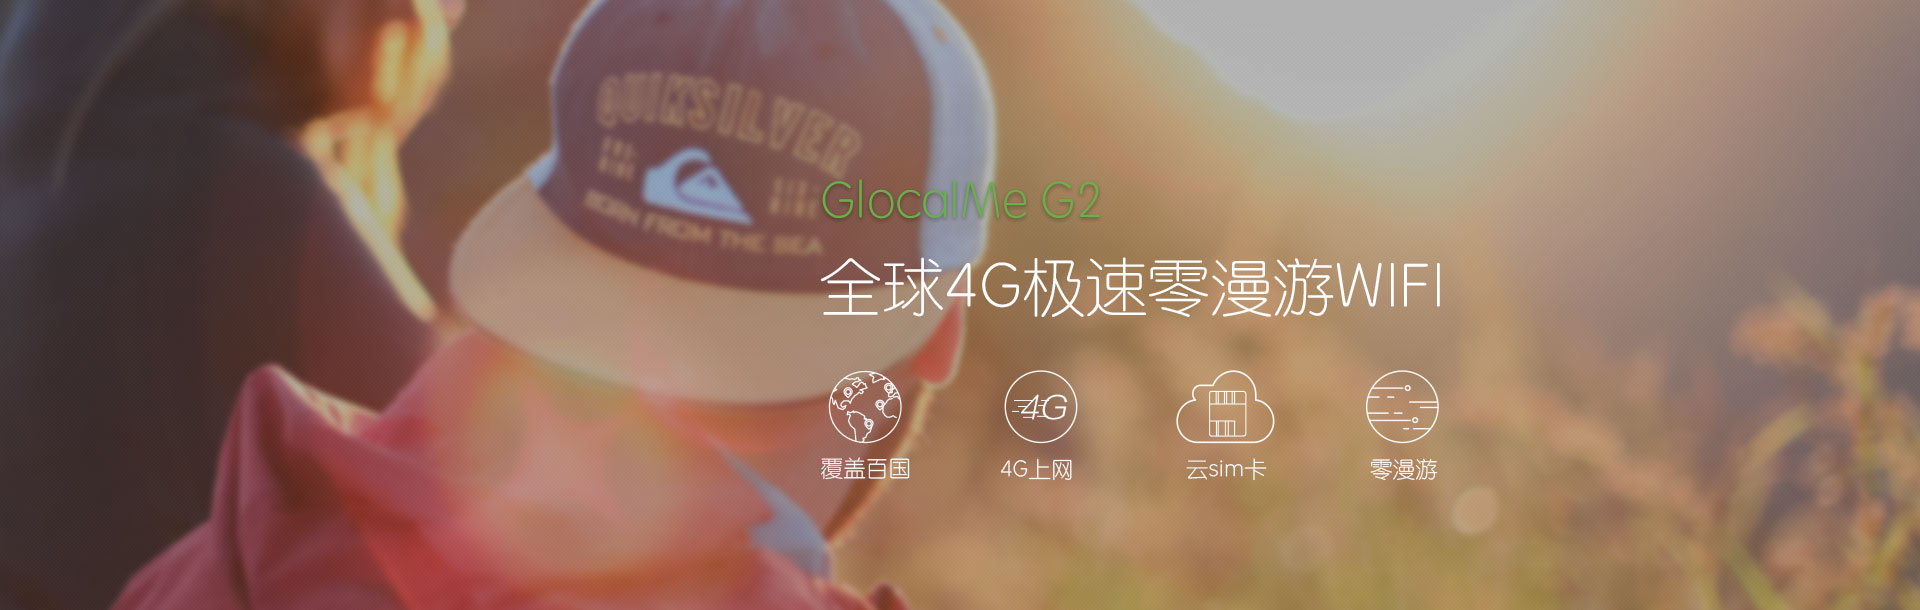 QUIKSILVER
BORN FROM THE SEA
GlocalMe G2
全球4G极速零漫游WIFI
4G
覆盖百国
4G上网
云sim卡
零漫游